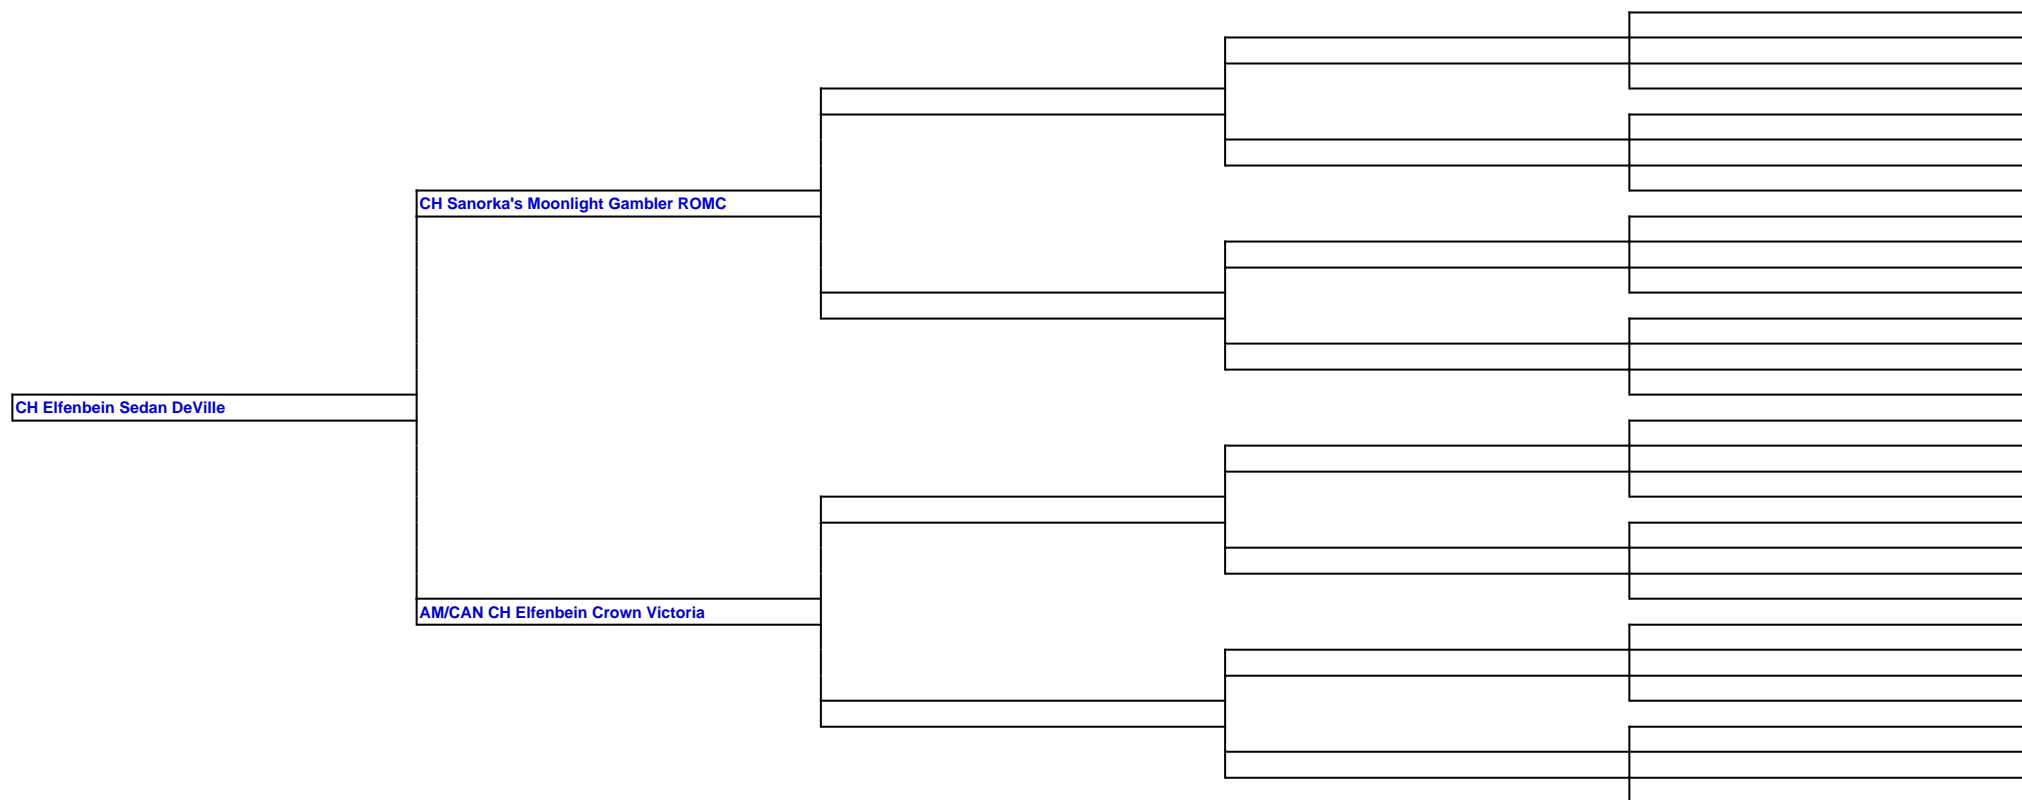 CH Sanorka's Moonlight Gambler ROMC
CH Elfenbein Sedan DeVille
AM/CAN CH Elfenbein Crown Victoria